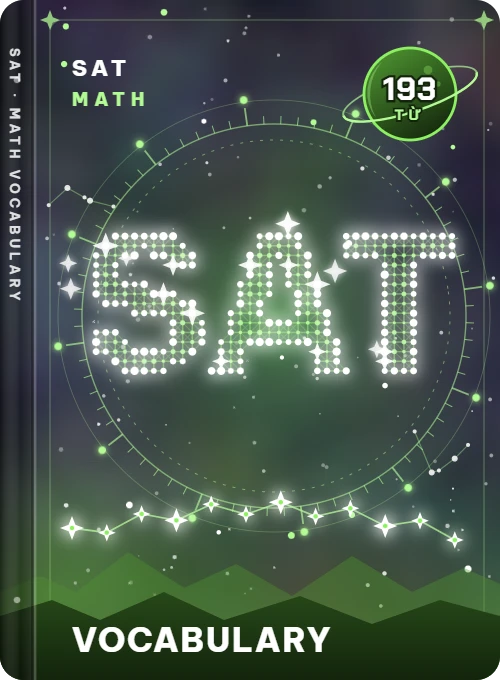 SAT · MATH VOCABULARY
SAT
MATH
193
TỪ
SAT
VOCABULARY